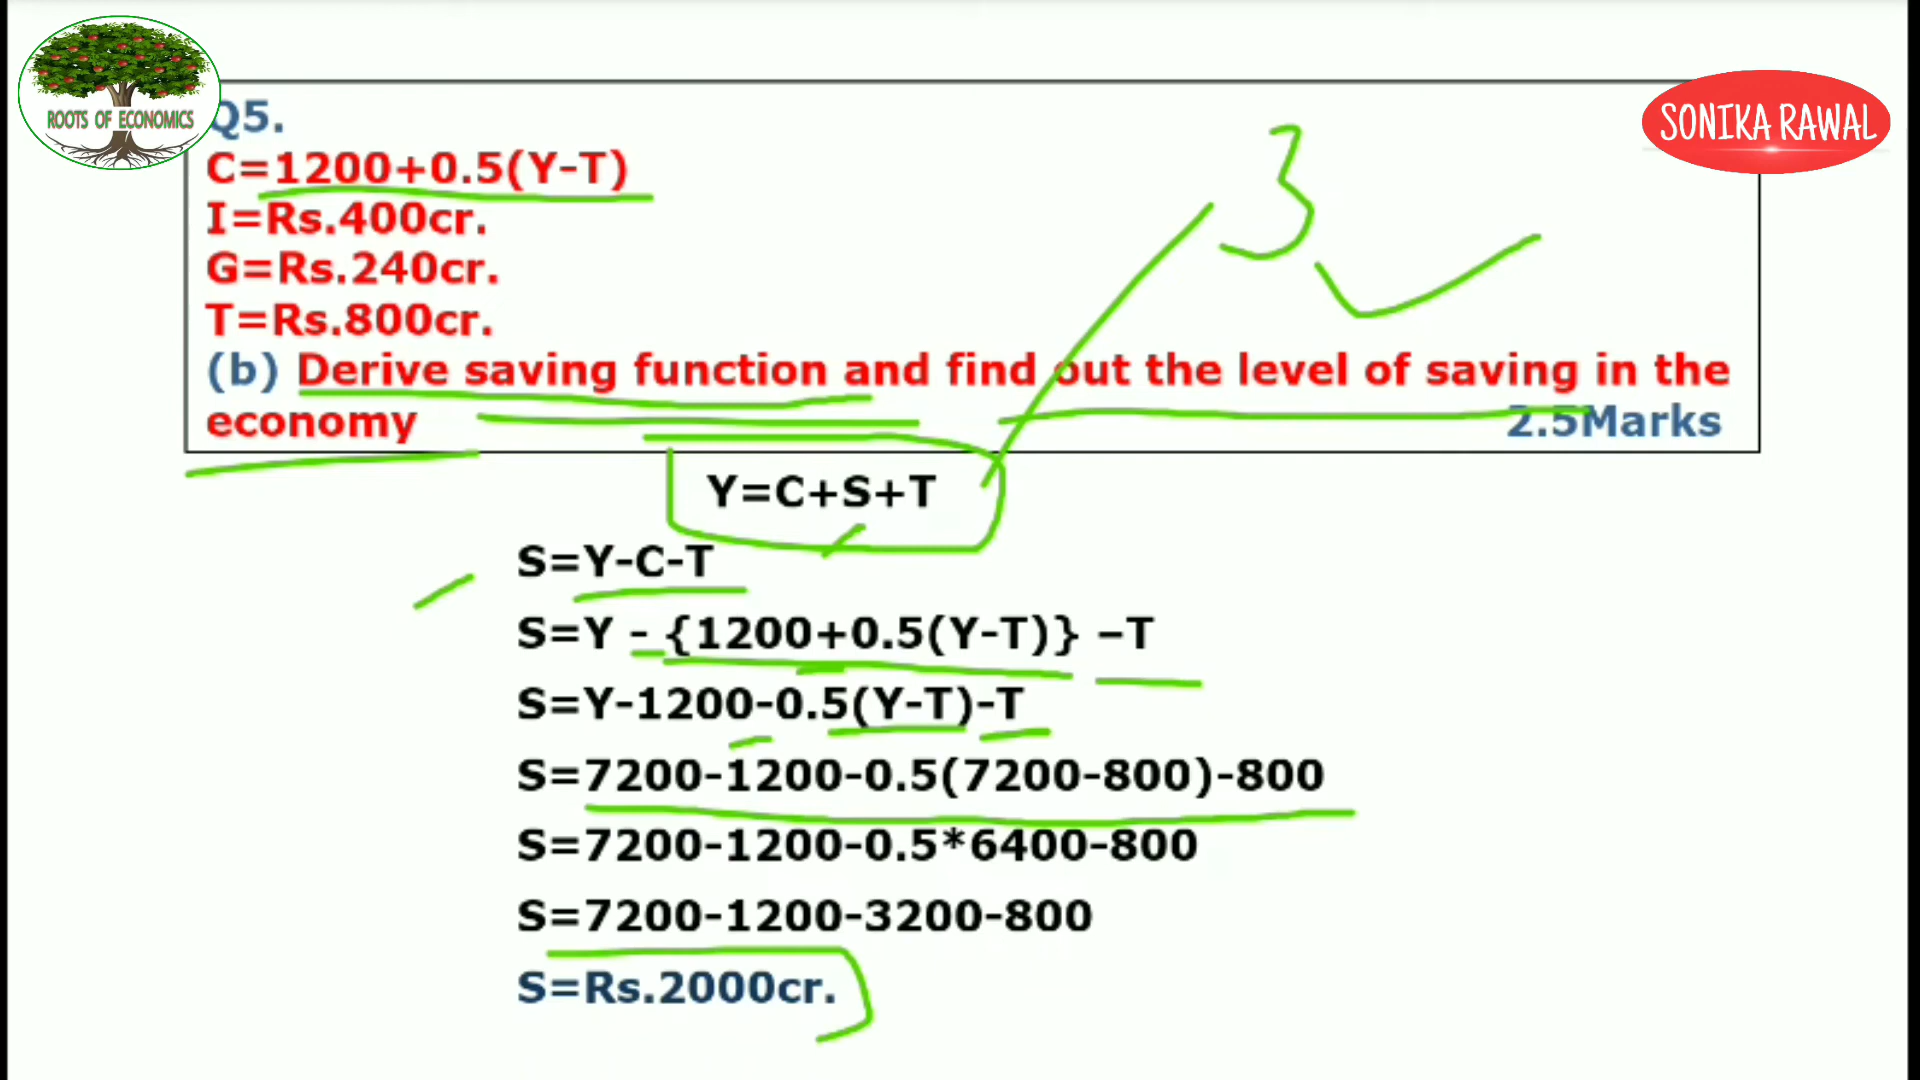 ROOTS OF ECONOMICS
SONIKA RAWAL
Q5.
C=1200+0.5(Y-T)
I=Rs.400cr.
G=Rs.240cr.
T=Rs.800cr.
(b) Derive saving function and find out the level of saving in the
economy 2.5Marks
3
Y=C+S+T
S=Y-C-T
S=Y - {1200+0.5(Y-T)} –T
S=Y-1200-0.5(Y-T)-T
S=7200-1200-0.5(7200-800)-800
S=7200-1200-0.5*6400-800
S=7200-1200-3200-800
S=Rs.2000cr.